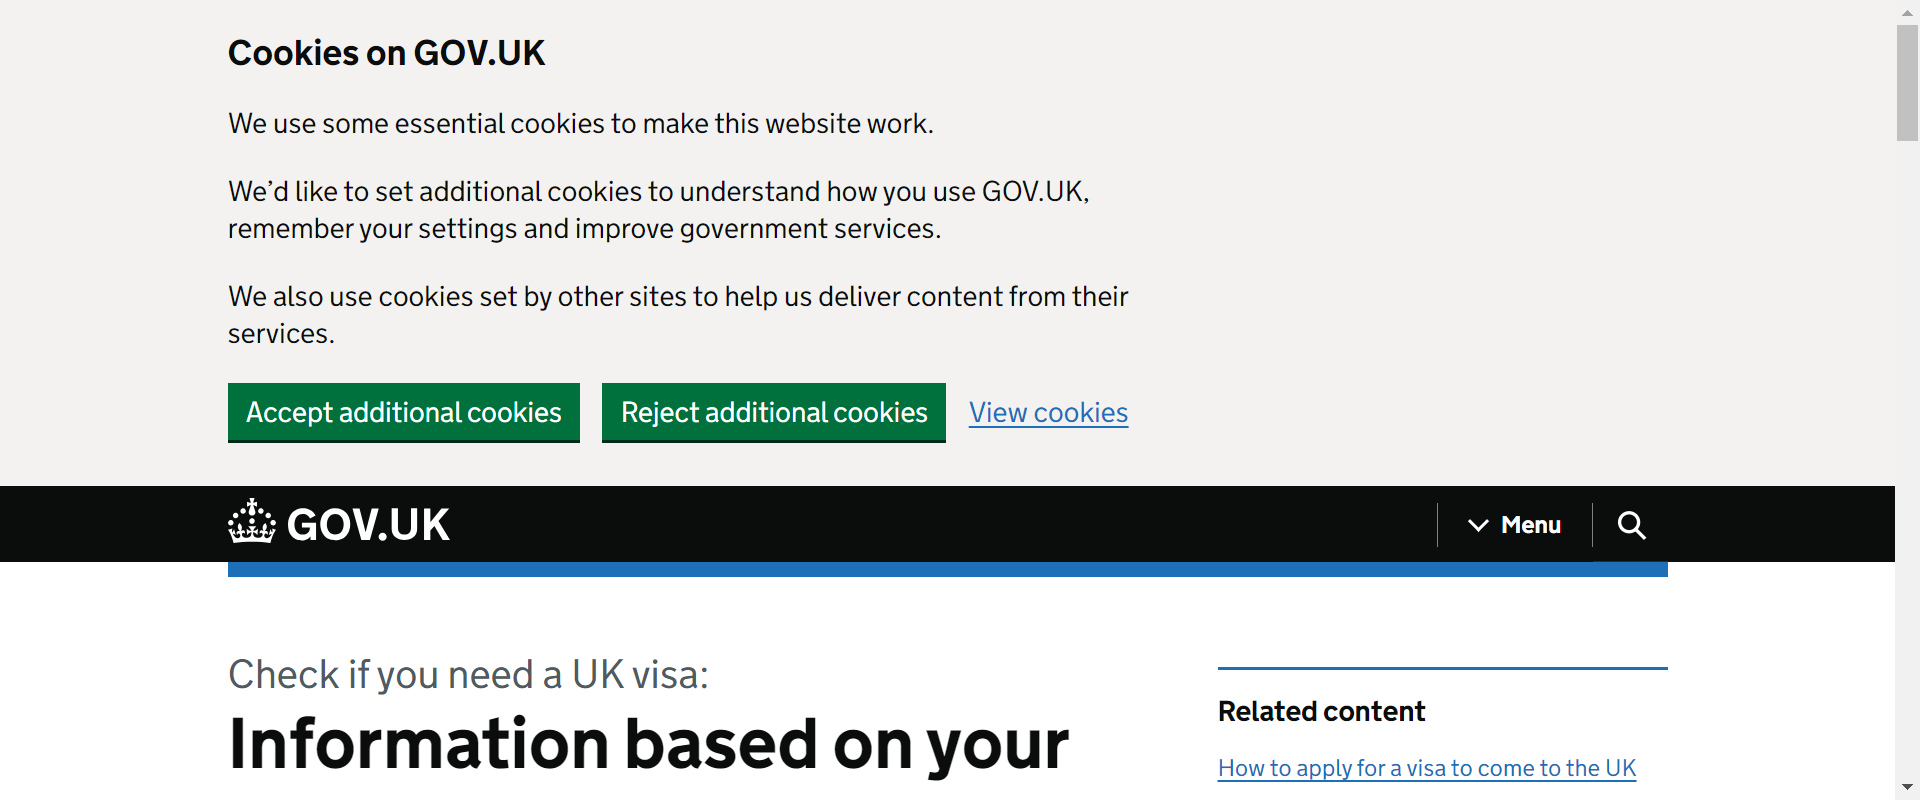 Cookies on GOV.UK
We use some essential cookies to make this website work.
We’d like to set additional cookies to understand how you use GOV.UK,
remember your settings and improve government services.
We also use cookies set by other sites to help us deliver content from their
services.
Accept additional cookies
Reject additional cookies
View cookies
GOV.UK
Menu
Check if you need a UK visa:
Information based on your
Related content
How to apply for a visa to come to the UK